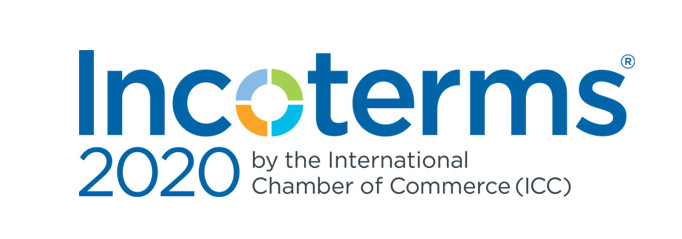 Incoterms®
2020 by the International
Chamber of Commerce (ICC)